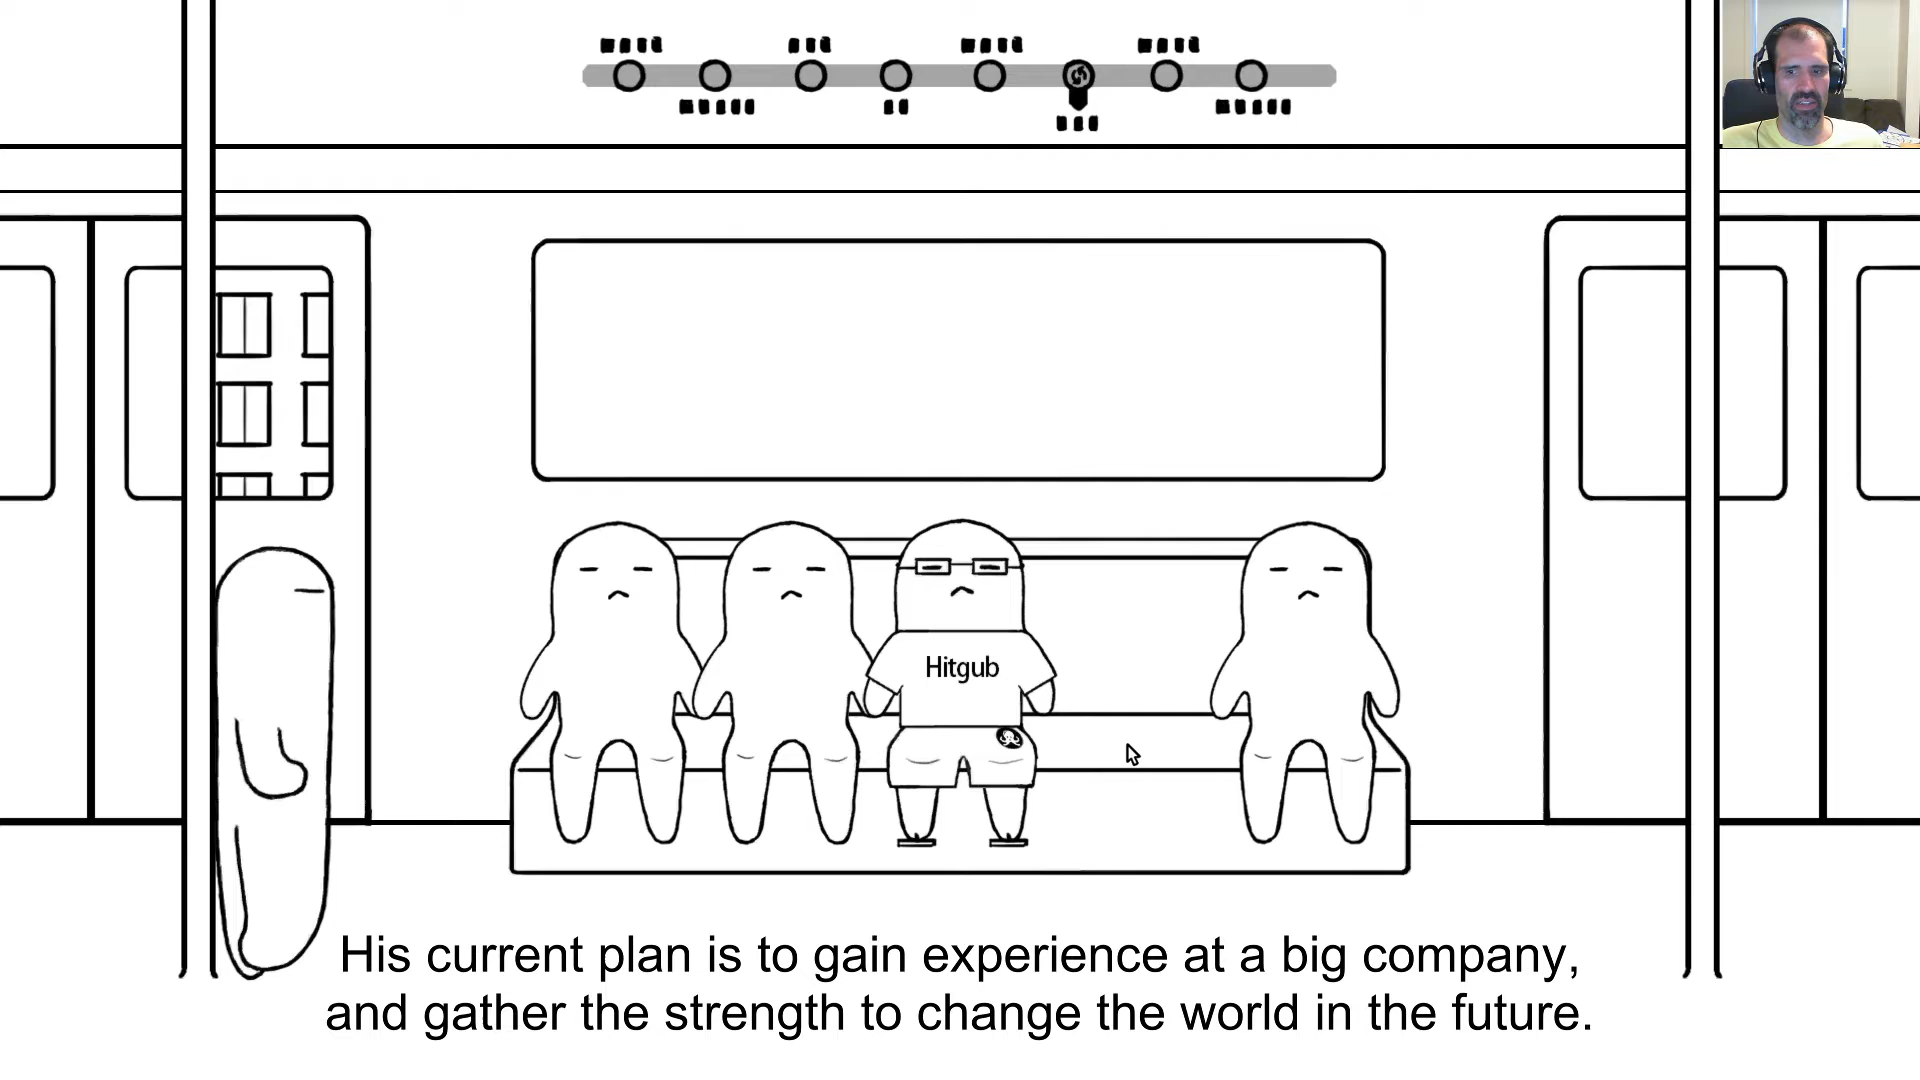 Hitgub
His current plan is to gain experience at a big company,
and gather the strength to change the world in the future.